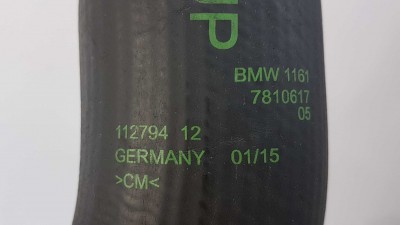 UP
BMW 1161
7810617
05
112794 12
GERMANY 01/15
>CM<